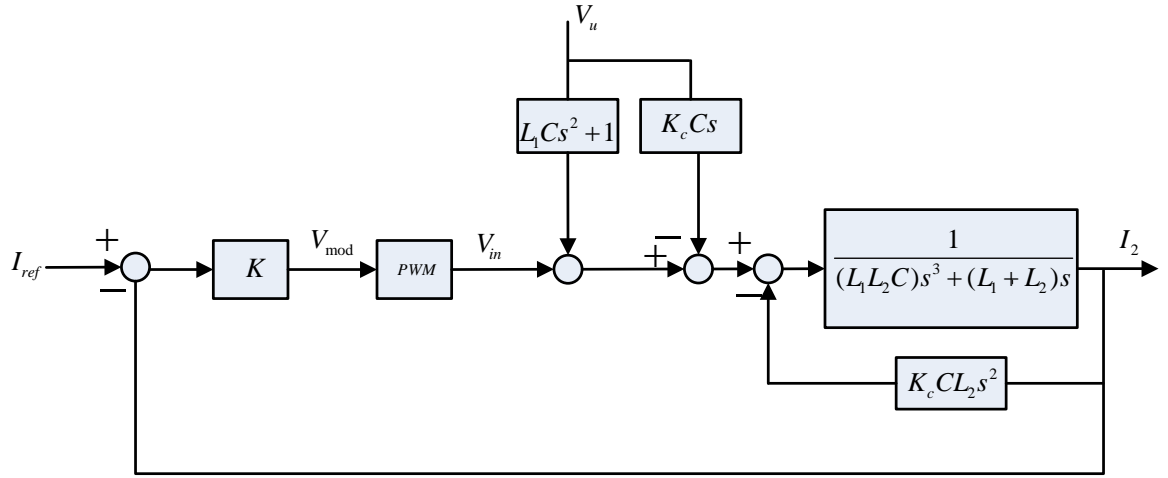 V_u
L_1Cs^2+1
K_cCs
+
−
+
−
+
−
I_ref
K
V_mod
PWM
V_in
1
(L_1L_2C)s^3+(L_1+L_2)s
I_2
K_cCL_2s^2